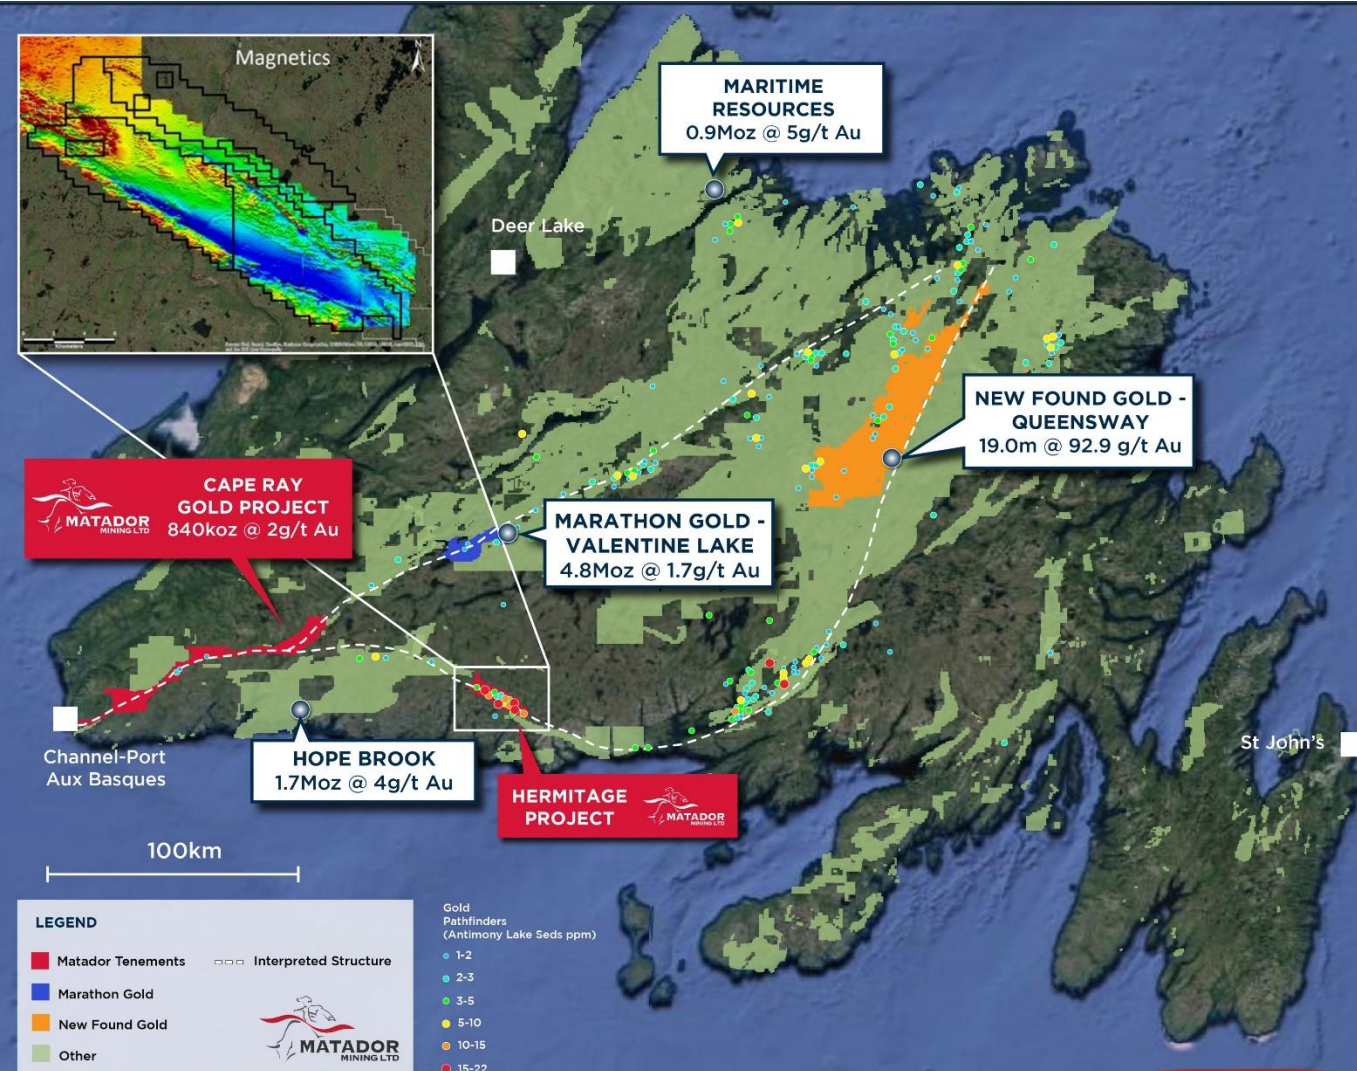 Magnetics
N
Kilometers
MARITIME
RESOURCES
0.9Moz @ 5g/t Au
Deer Lake
NEW FOUND GOLD -
QUEENSWAY
19.0m @ 92.9 g/t Au
MATADOR
MINING LTD
CAPE RAY
GOLD PROJECT
840koz @ 2g/t Au
MARATHON GOLD -
VALENTINE LAKE
4.8Moz @ 1.7g/t Au
Channel-Port
Aux Basques
HOPE BROOK
1.7Moz @ 4g/t Au
HERMITAGE
PROJECT
MATADOR
MINING LTD
St John's
100km
LEGEND
Matador Tenements
Interpreted Structure
Marathon Gold
New Found Gold
Other
MATADOR
MINING LTD
Gold
Pathfinders
(Antimony Lake Seds ppm)
1-2
2-3
3-5
5-10
10-15
15-22